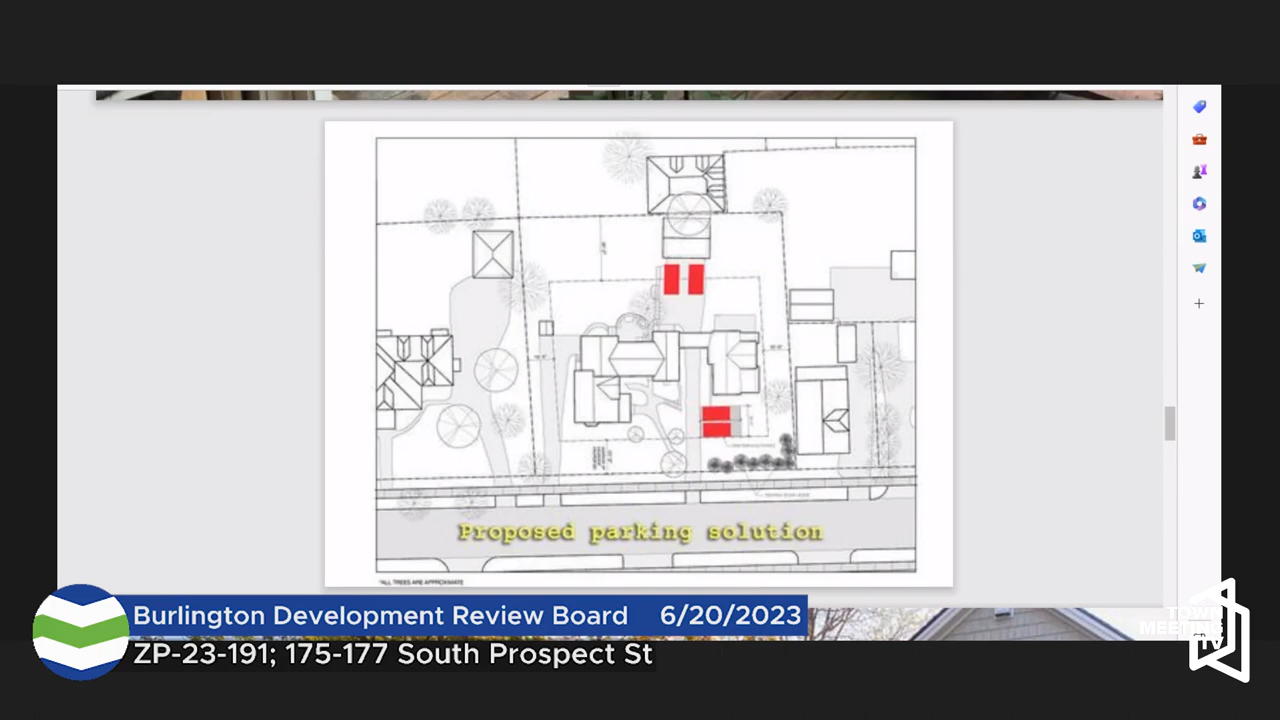 Proposed parking solution
*ALL TREES ARE APPROXIMATE
Burlington Development Review Board 6/20/2023
ZP-23-191; 175-177 South Prospect St
TOWN
MEETING
TV